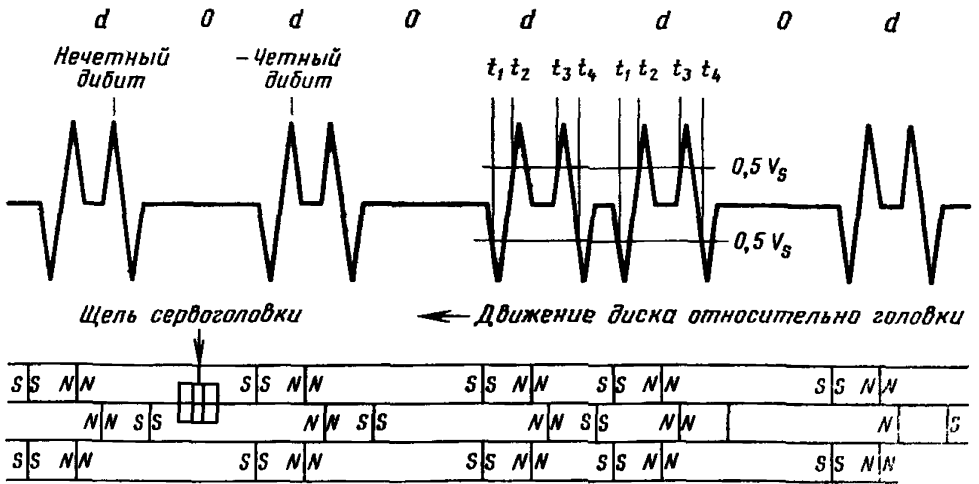 d 0 d 0 d d 0 d
Нечетный дибит
– Четный дибит
t₁ t₂ t₃ t₄ t₁ t₂ t₃ t₄
0,5 Vs
0,5 Vs
Щель сервоголовки
Движение диска относительно головки
S S N N S S N N S S N N S S N N S S N N
N N S S N N S S N N S S N N N S
S S N N S S N N S S N N S S N N S S N N